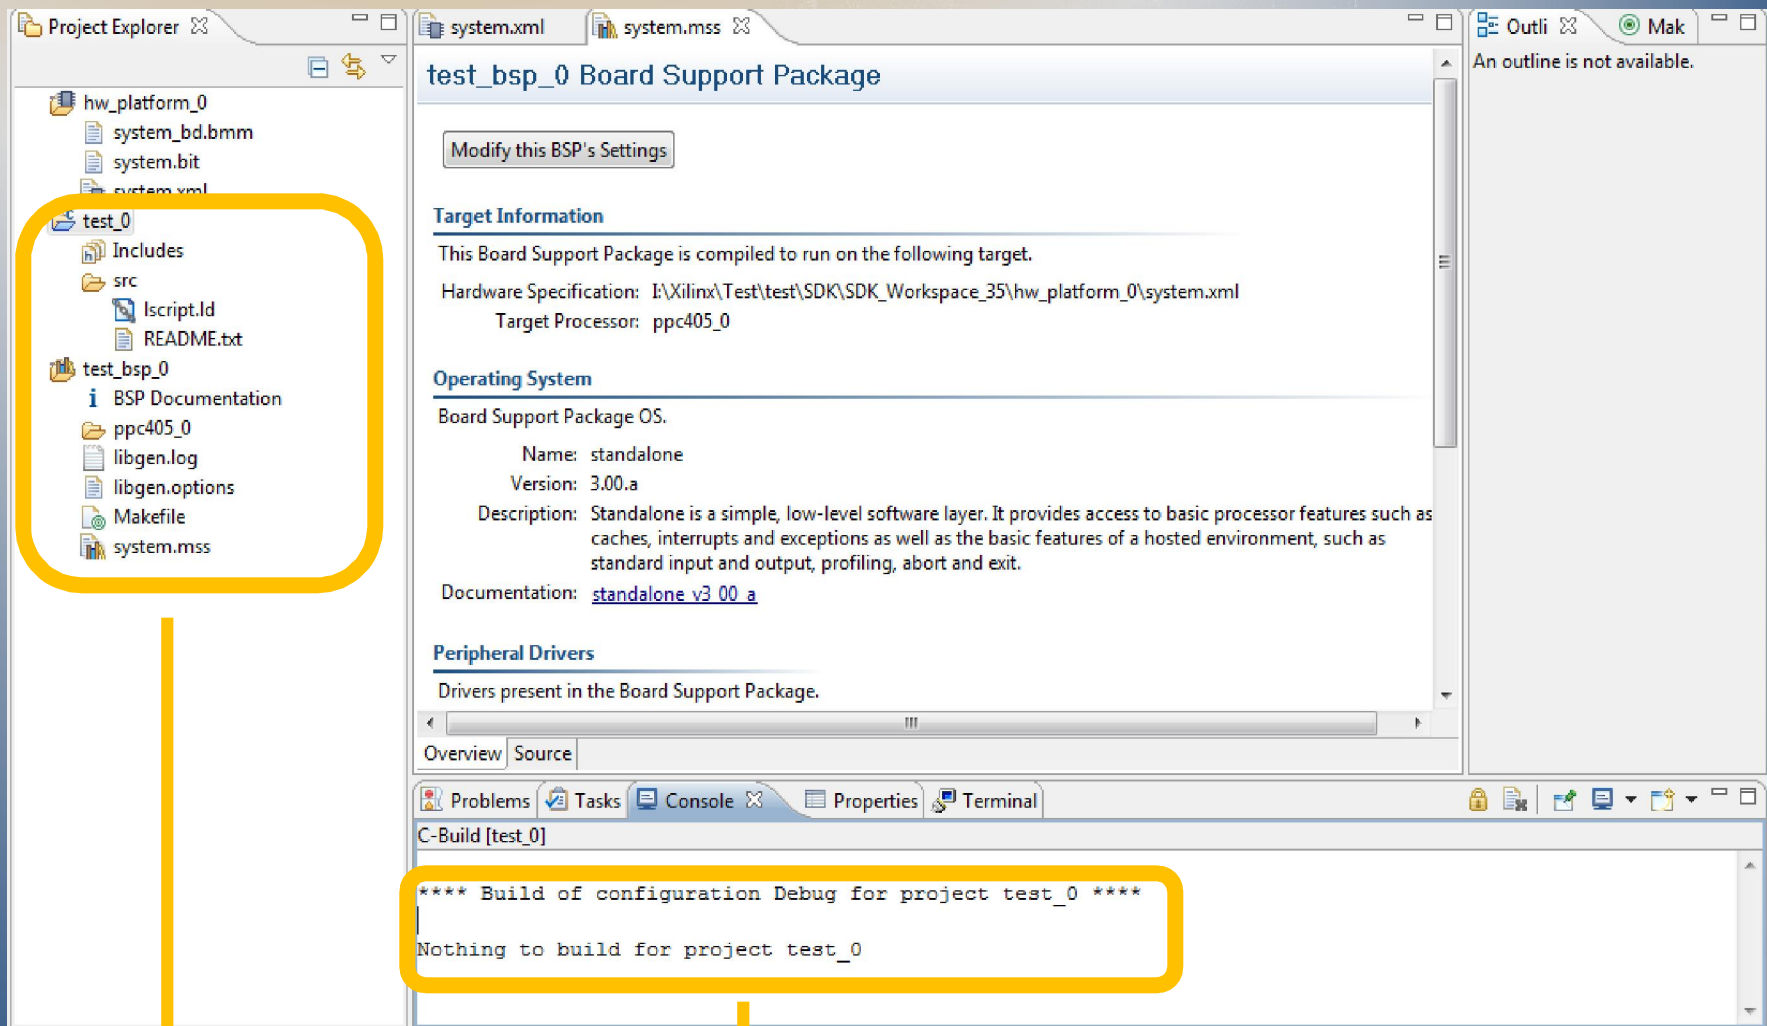 Project Explorer
hw_platform_0
system_bd.bmm
system.bit
system.xml
test_0
Includes
src
lscript.ld
README.txt
test_bsp_0
BSP Documentation
ppc405_0
libgen.log
libgen.options
Makefile
system.mss
system.xml
system.mss
test_bsp_0 Board Support Package
Modify this BSP's Settings
Target Information
This Board Support Package is compiled to run on the following target.
Hardware Specification: I:\Xilinx\Test\test\SDK\SDK_Workspace_35\hw_platform_0\system.xml
Target Processor: ppc405_0
Operating System
Board Support Package OS.
Name: standalone
Version: 3.00.a
Description: Standalone is a simple, low-level software layer. It provides access to basic processor features such as
caches, interrupts and exceptions as well as the basic features of a hosted environment, such as
standard input and output, profiling, abort and exit.
Documentation: standalone_v3_00_a
Peripheral Drivers
Drivers present in the Board Support Package.
Overview Source
Outli Mak
An outline is not available.
Problems Tasks Console Properties Terminal
C-Build [test_0]
**** Build of configuration Debug for project test_0 ****
Nothing to build for project test_0